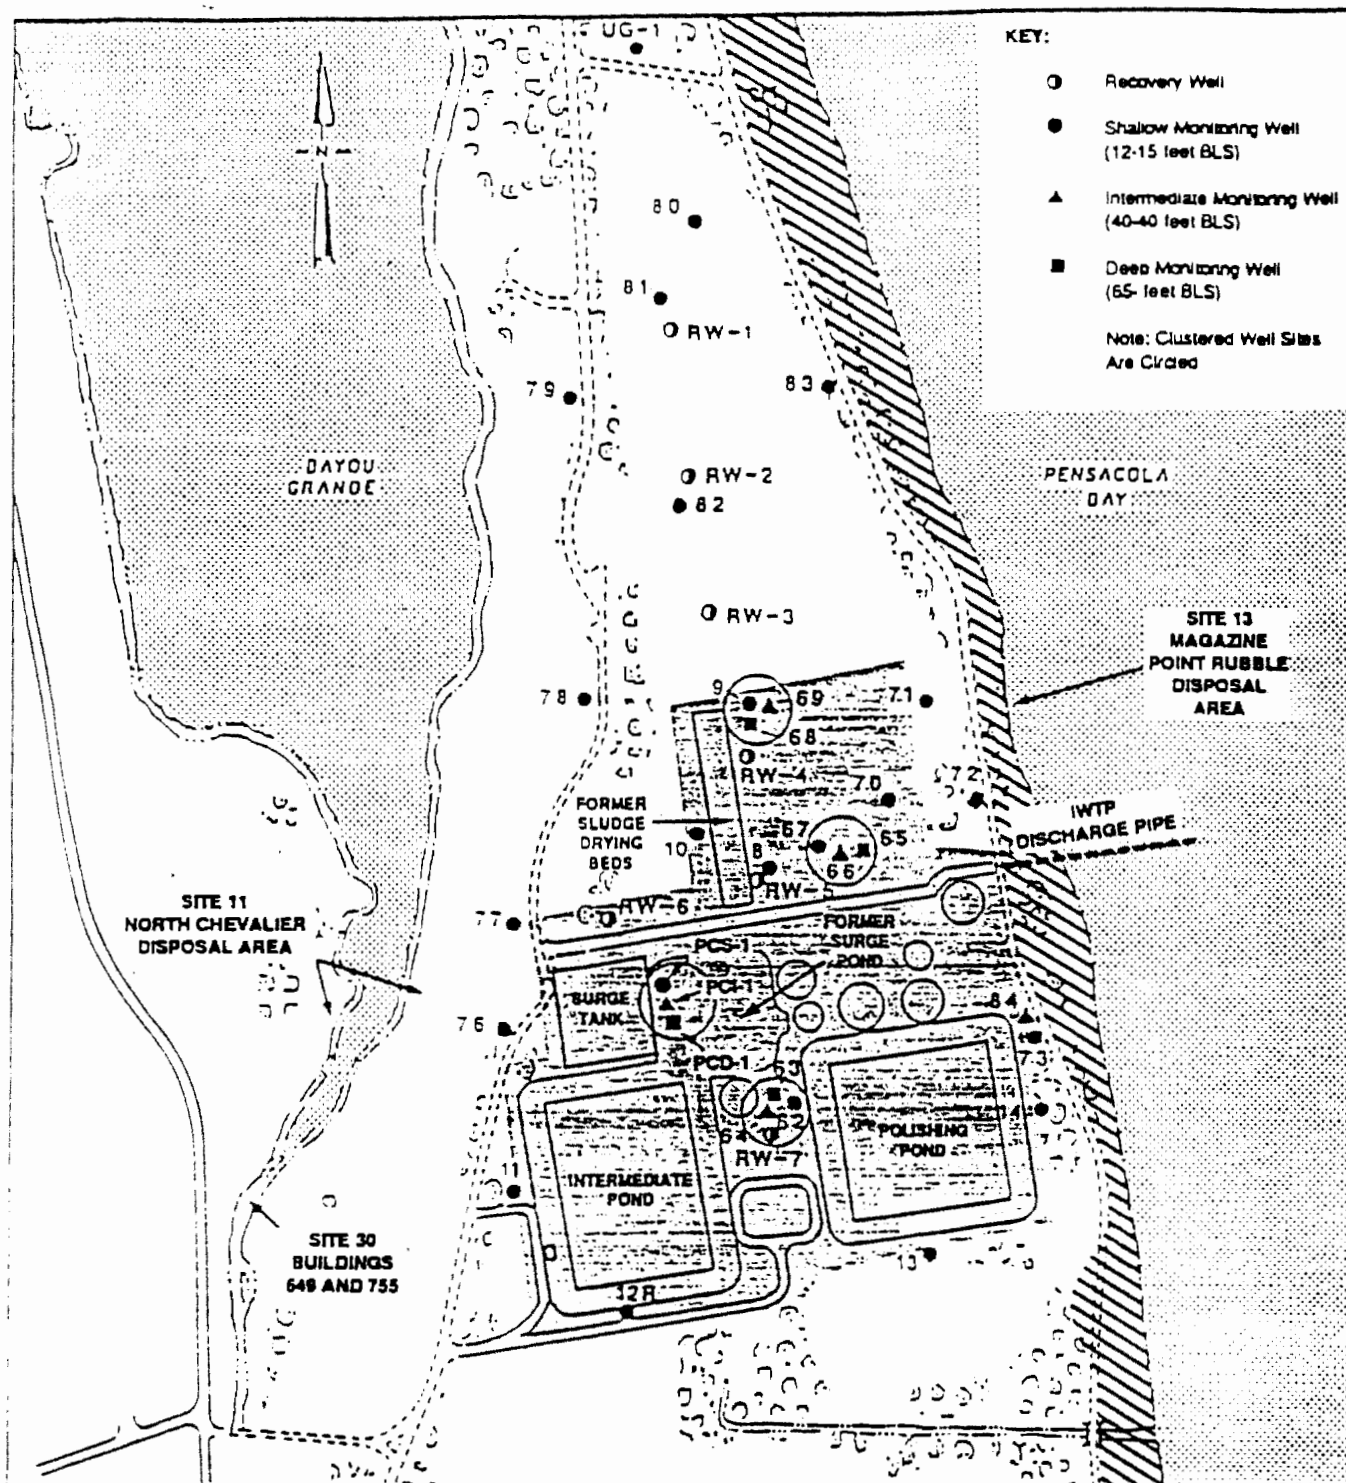 UG-1
KEY:
Recovery Well
Shallow Monitoring Well
(12-15 feet BLS)
Intermediate Monitoring Well
(40-40 feet BLS)
Deep Monitoring Well
(65- feet BLS)
Note: Clustered Well Sites
Are Circled
N
80
81
RW-1
79
83
BAYOU
GRANDE
RW-2
82
PENSACOLA
BAY
RW-3
SITE 13
MAGAZINE
POINT RUBBLE
DISPOSAL
AREA
78
9
69
71
68
RW-4
70
72
FORMER
SLUDGE
DRYING
BEDS
IWTP
DISCHARGE PIPE
10
8
67
65
66
RW-5
SITE 11
NORTH CHEVALIER
DISPOSAL AREA
77
RW-6
FORMER
SURGE
POND
PCS-1
PCI-1
SURGE
TANK
76
84
73
PCD-1
63
62
64
RW-7
POLISHING
POND
11
INTERMEDIATE
POND
SITE 30
BUILDINGS
649 AND 755
13
12R